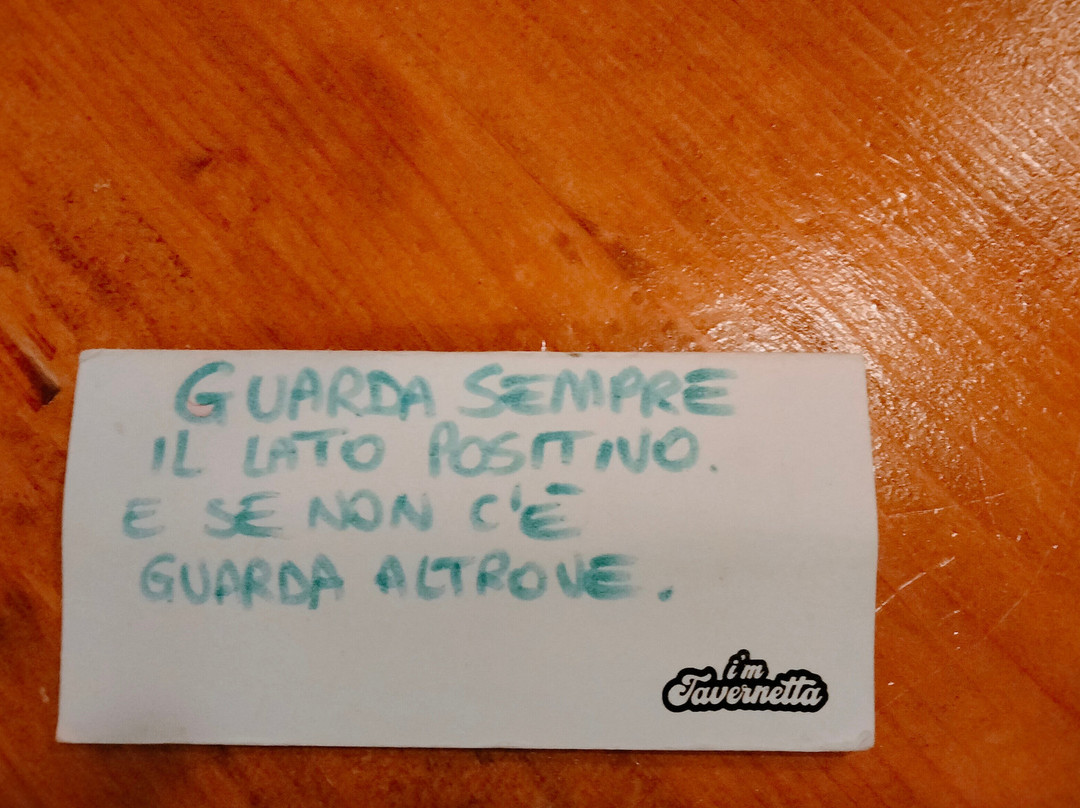 GUARDA SEMPRE
IL LATO POSITIVO.
E SE NON C'È
GUARDA ALTROVE.
i'm
Tavernetta